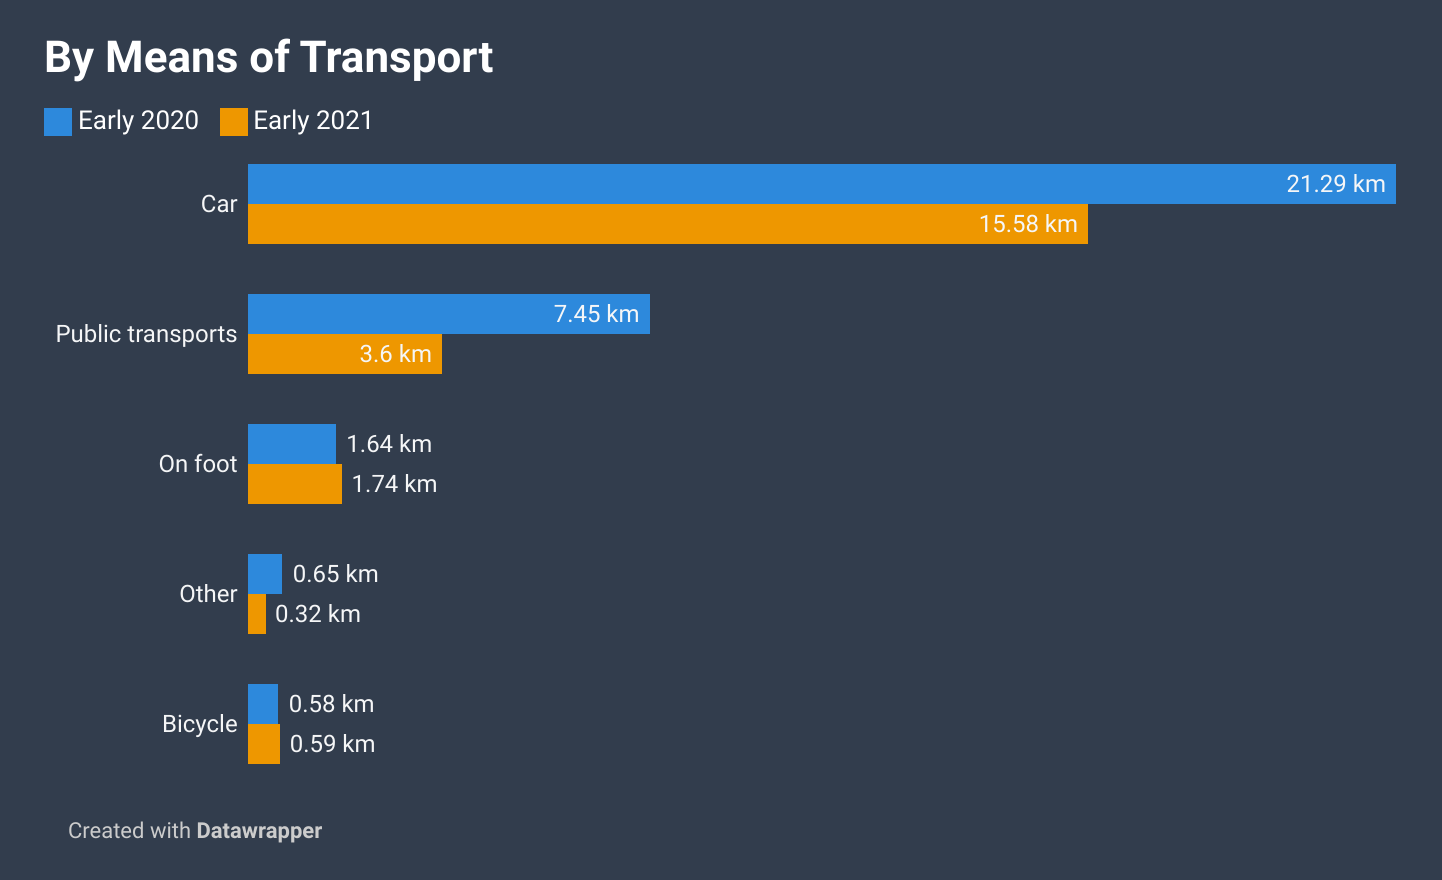 By Means of Transport
Early 2020 Early 2021
Car
21.29 km
15.58 km
Public transports
7.45 km
3.6 km
On foot
1.64 km
1.74 km
Other
0.65 km
0.32 km
Bicycle
0.58 km
0.59 km
Created with Datawrapper